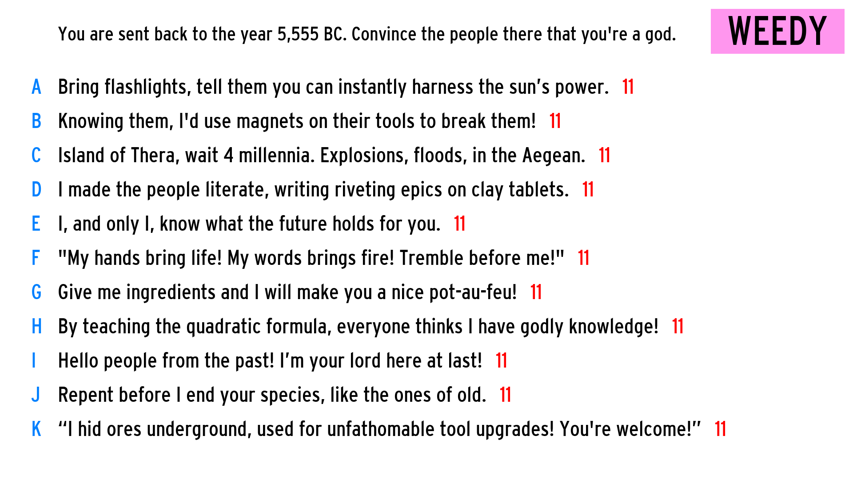 You are sent back to the year 5,555 BC. Convince the people there that you're a god.
WEEDY
A Bring flashlights, tell them you can instantly harness the sun’s power. 11
B Knowing them, I'd use magnets on their tools to break them! 11
C Island of Thera, wait 4 millennia. Explosions, floods, in the Aegean. 11
D I made the people literate, writing riveting epics on clay tablets. 11
E I, and only I, know what the future holds for you. 11
F "My hands bring life! My words brings fire! Tremble before me!" 11
G Give me ingredients and I will make you a nice pot-au-feu! 11
H By teaching the quadratic formula, everyone thinks I have godly knowledge! 11
I Hello people from the past! I’m your lord here at last! 11
J Repent before I end your species, like the ones of old. 11
K “I hid ores underground, used for unfathomable tool upgrades! You're welcome!” 11